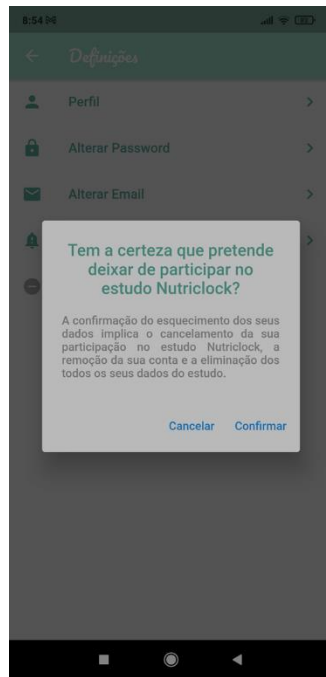 8:54
Definições
Perfil
Alterar Password
Alterar Email
Tem a certeza que pretende
deixar de participar no
estudo Nutriclock?
A confirmação do esquecimento dos seus
dados implica o cancelamento da sua
participação no estudo Nutriclock, a
remoção da sua conta e a eliminação dos
todos os seus dados do estudo.
Cancelar Confirmar